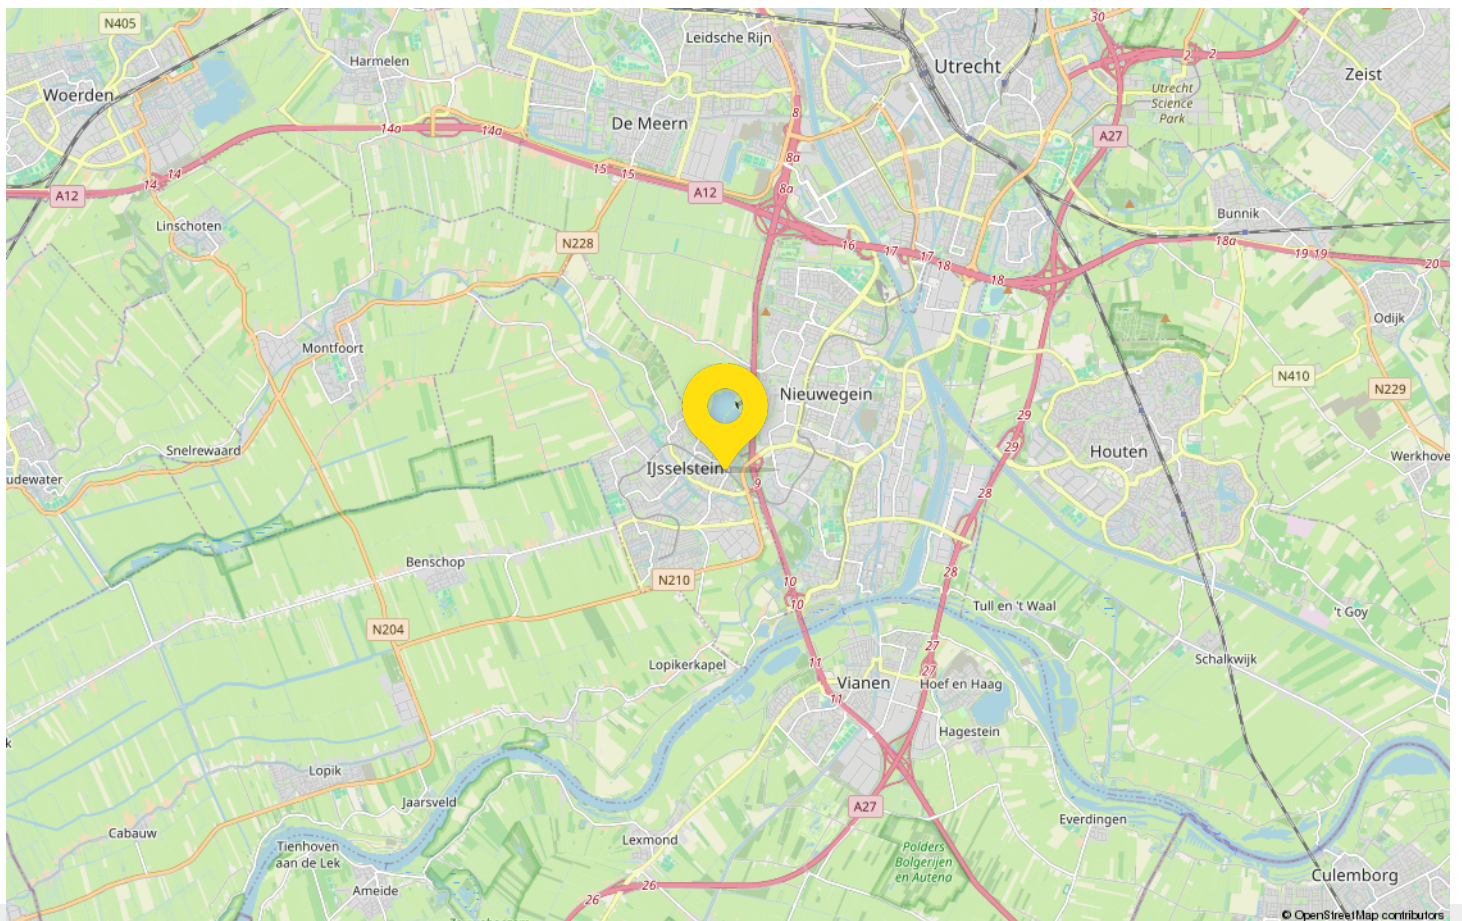 N405
Leidsche Rijn
30
Harmelen
Utrecht
2
2
Zeist
Woerden
Utrecht
Science
Park
8
De Meern
14a
14a
A27
8a
15
15
14
14
8a
A12
A12
Linschoten
Bunnik
N228
16
17
17
18
18a
19
19
20
18
Odijk
Montfoort
N410
Nieuwegein
N229
29
29
Snelrewaard
Houten
Werkhove
IJsselstein
udewater
9
28
Benschop
28
N210
10
10
Tull en 't Waal
't Goy
N204
27
Lopikerkapel
11
27
Schalkwijk
Vianen
Hoef en Haag
11
Hagestein
k
Lopik
Jaarsveld
A27
Everdingen
Cabauw
Lexmond
Tienhoven
aan de Lek
Polders
Bolgerijen
en Autena
Culemborg
Ameide
26
26
© OpenStreetMap contributors